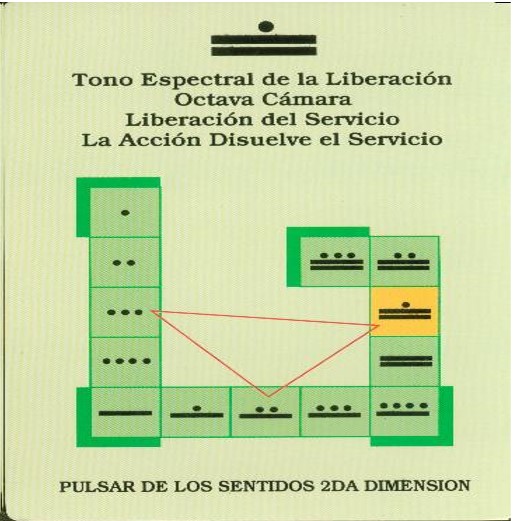 Tono Espectral de la Liberación
Octava Cámara
Liberación del Servicio
La Acción Disuelve el Servicio
PULSAR DE LOS SENTIDOS 2DA DIMENSION